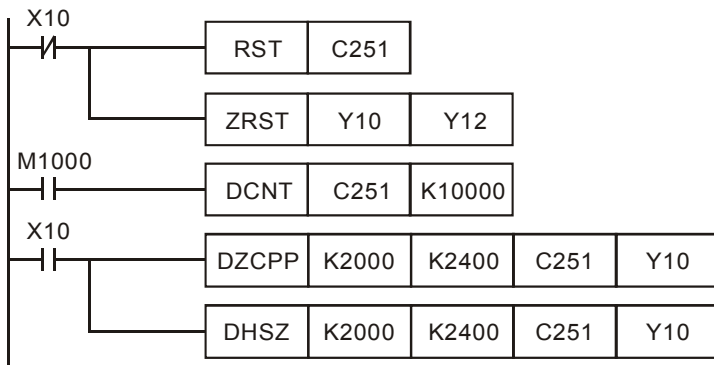 X10
RST C251
ZRST Y10 Y12
M1000
DCNT C251 K10000
X10
DZCPP K2000 K2400 C251 Y10
DHSZ K2000 K2400 C251 Y10